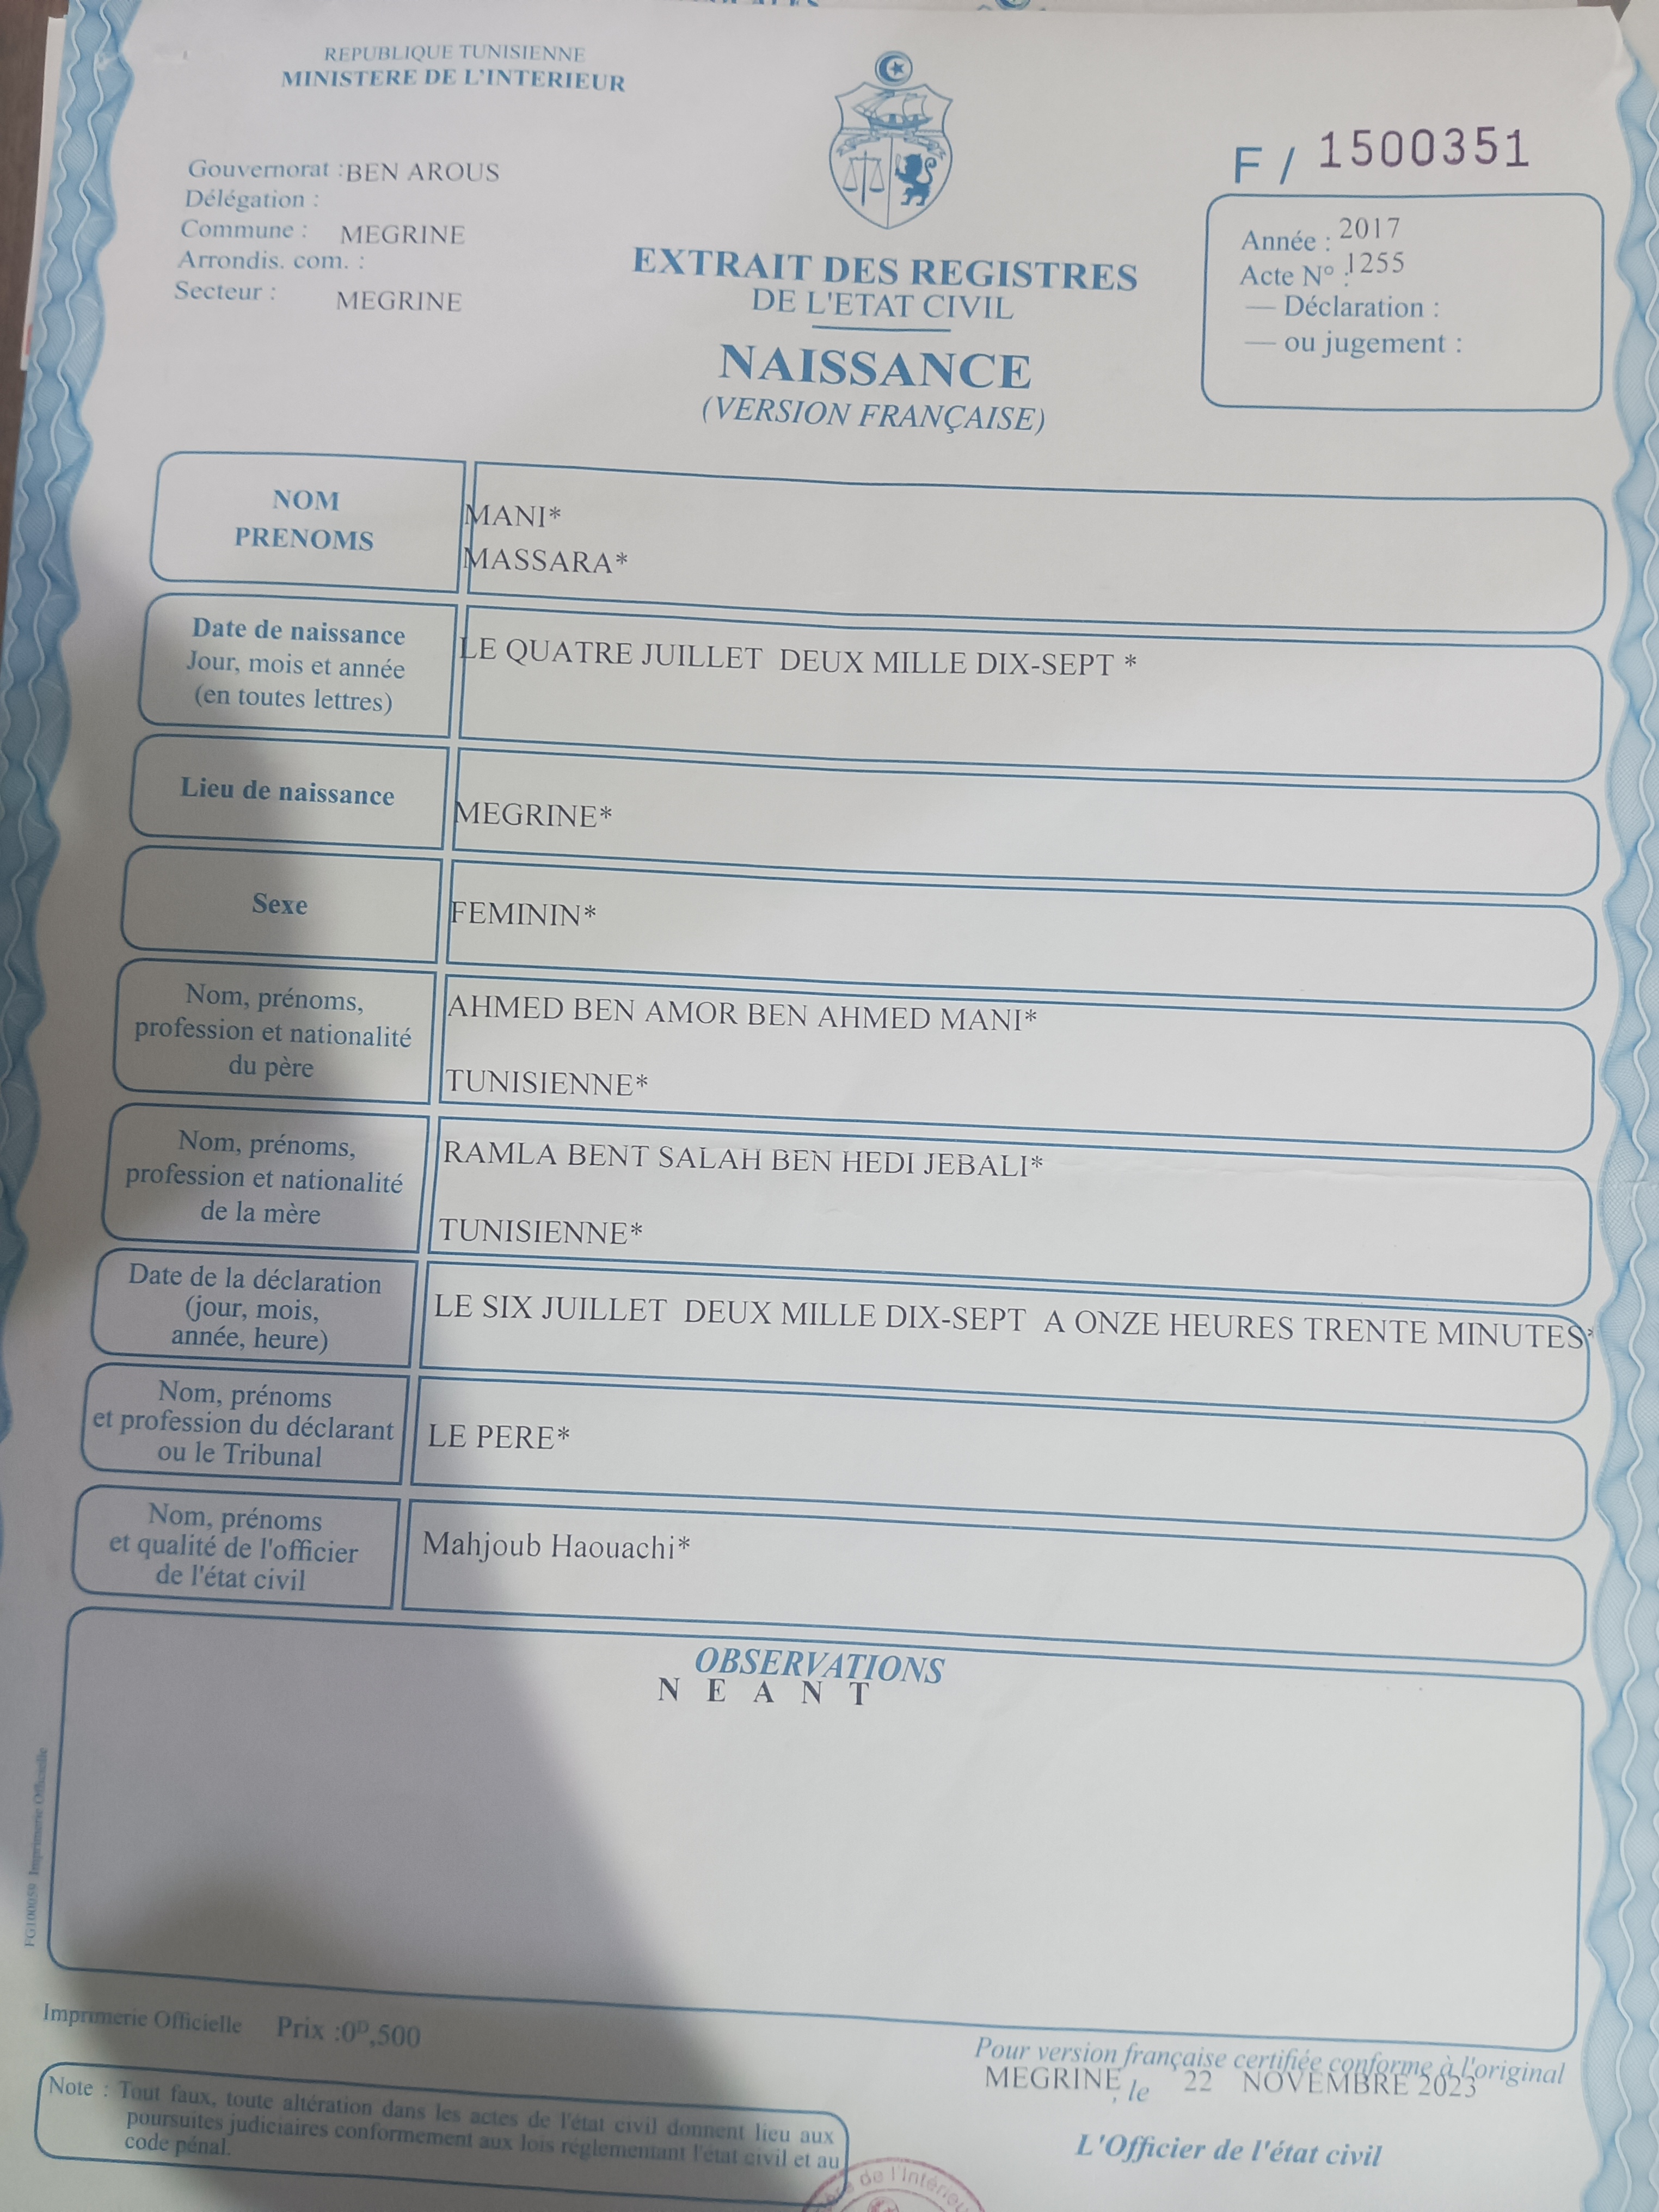 REPUBLIQUE TUNISIENNE
MINISTERE DE L'INTERIEUR
Gouvernorat : BEN AROUS
Délégation :
Commune : MEGRINE
Arrondis. com. :
Secteur : MEGRINE
EXTRAIT DES REGISTRES
DE L'ETAT CIVIL
NAISSANCE
(VERSION FRANÇAISE)
F / 1500351
Année : 2017
Acte N° : 1255
— Déclaration :
— ou jugement :
NOM
PRENOMS
MANI*
MASSARA*
Date de naissance
Jour, mois et année
(en toutes lettres)
LE QUATRE JUILLET DEUX MILLE DIX-SEPT *
Lieu de naissance
MEGRINE*
Sexe
FEMININ*
Nom, prénoms,
profession et nationalité
du père
AHMED BEN AMOR BEN AHMED MANI*
TUNISIENNE*
Nom, prénoms,
profession et nationalité
de la mère
RAMLA BENT SALAH BEN HEDI JEBALI*
TUNISIENNE*
Date de la déclaration
(jour, mois,
année, heure)
LE SIX JUILLET DEUX MILLE DIX-SEPT A ONZE HEURES TRENTE MINUTES*
Nom, prénoms
et profession du déclarant
ou le Tribunal
LE PERE*
Nom, prénoms
et qualité de l'officier
de l'état civil
Mahjoub Haouachi*
OBSERVATIONS
N E A N T
FG100059 Imprimerie Officielle
Imprimerie Officielle Prix :0ᴰ,500
Note : Tout faux, toute altération dans les actes de l'état civil donnent lieu aux
poursuites judiciaires conformement aux lois réglementant l'état civil et au
code pénal.
Pour version française certifiée conforme à l'original
MEGRINE, le 22 NOVEMBRE 2023
L'Officier de l'état civil
de l'Intérieu